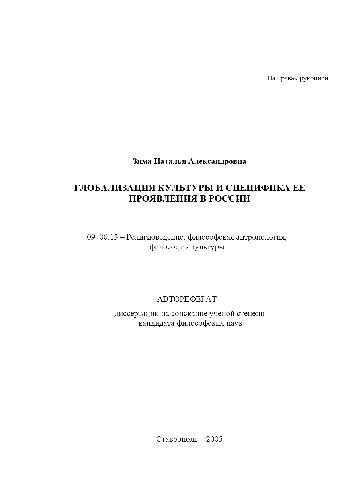 На правах рукописи
Зима Наталья Александровна
ГЛОБАЛИЗАЦИЯ КУЛЬТУРЫ И СПЕЦИФИКА ЕЕ
ПРОЯВЛЕНИЯ В РОССИИ
09.00.13 – Религиоведение, философская антропология,
философия культуры
АВТОРЕФЕРАТ
диссертации на соискание ученой степени
кандидата философских наук
Ставрополь – 2005